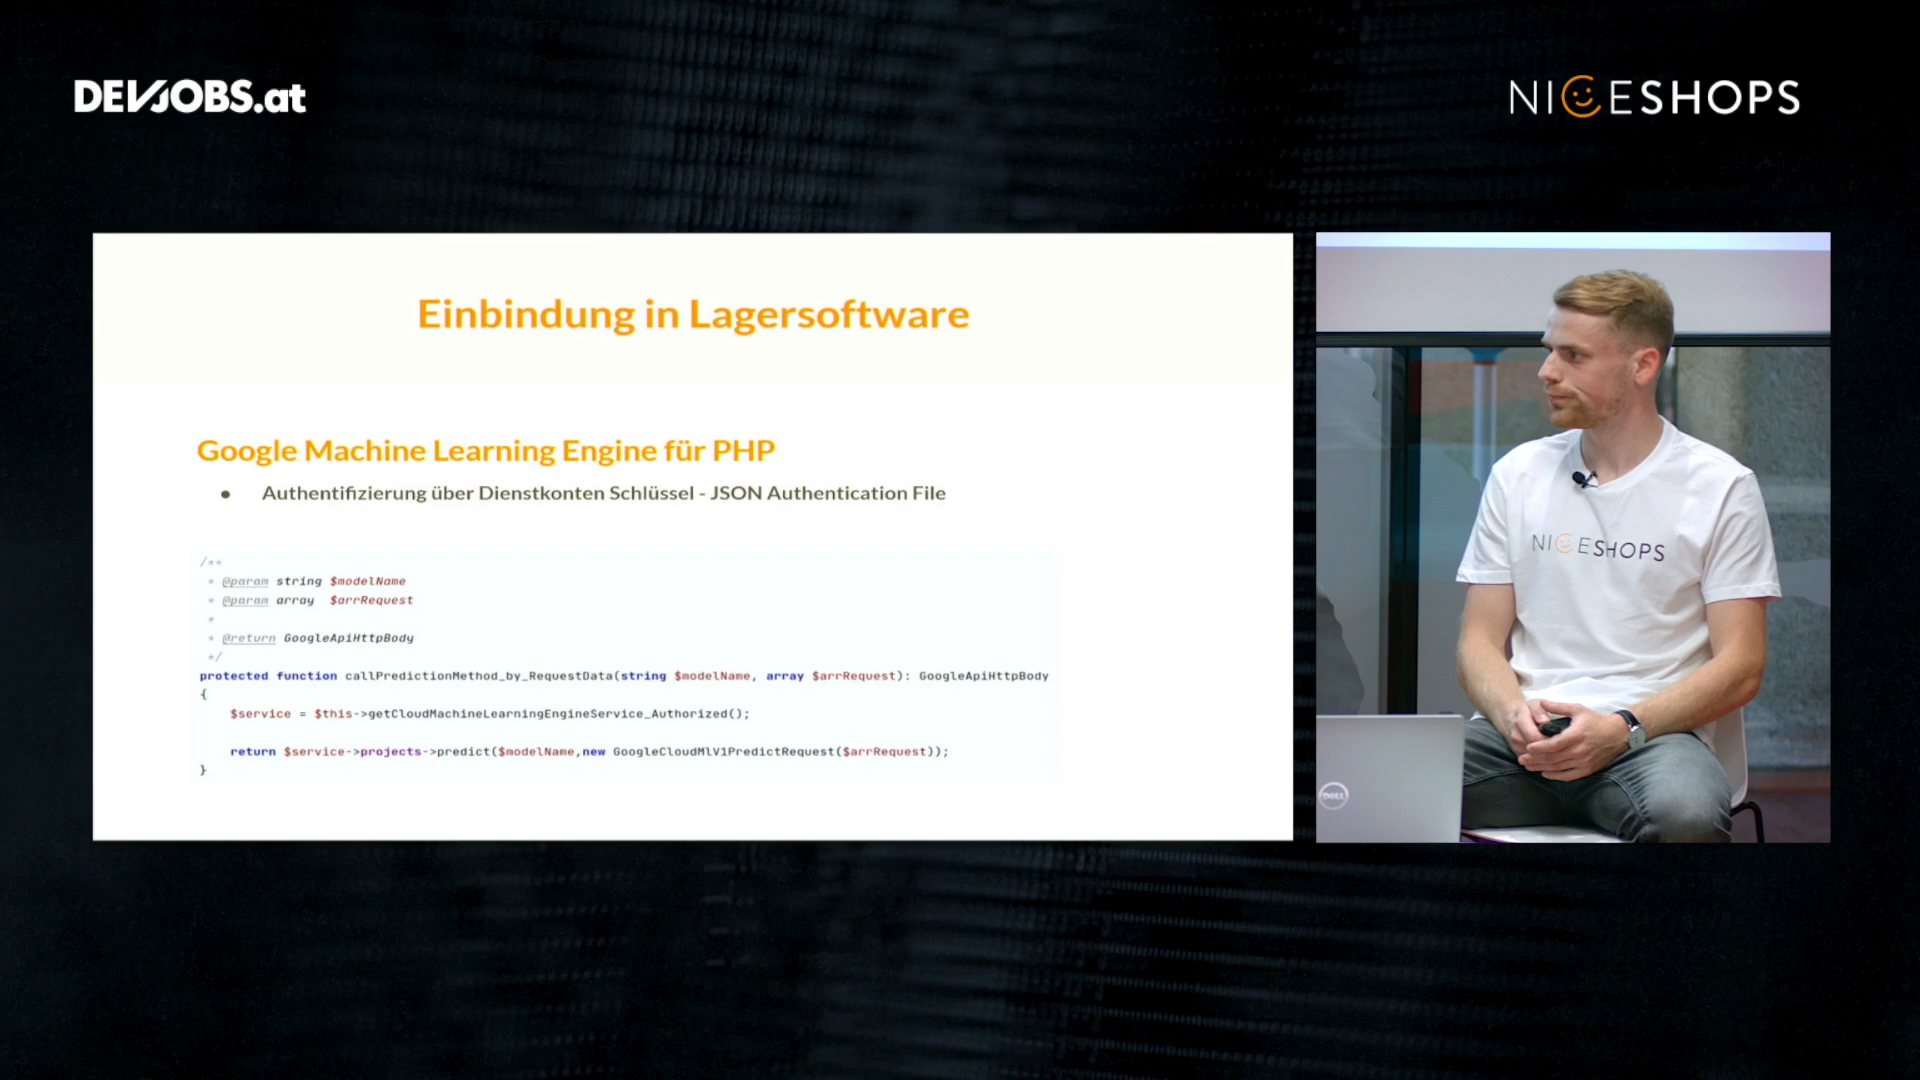 DEVJOBS.at
NICESHOPS
Einbindung in Lagersoftware
Google Machine Learning Engine für PHP
● Authentifizierung über Dienstkonten Schlüssel - JSON Authentication File
/**
 * @param string $modelName
 * @param array  $arrRequest
 *
 * @return GoogleApiHttpBody
 */
protected function callPredictionMethod_by_RequestData(string $modelName, array $arrRequest): GoogleApiHttpBody
{
    $service = $this->getCloudMachineLearningEngineService_Authorized();
    return $service->projects->predict($modelName,new GoogleCloudMlV1PredictRequest($arrRequest));
}
NICESHOPS
DELL